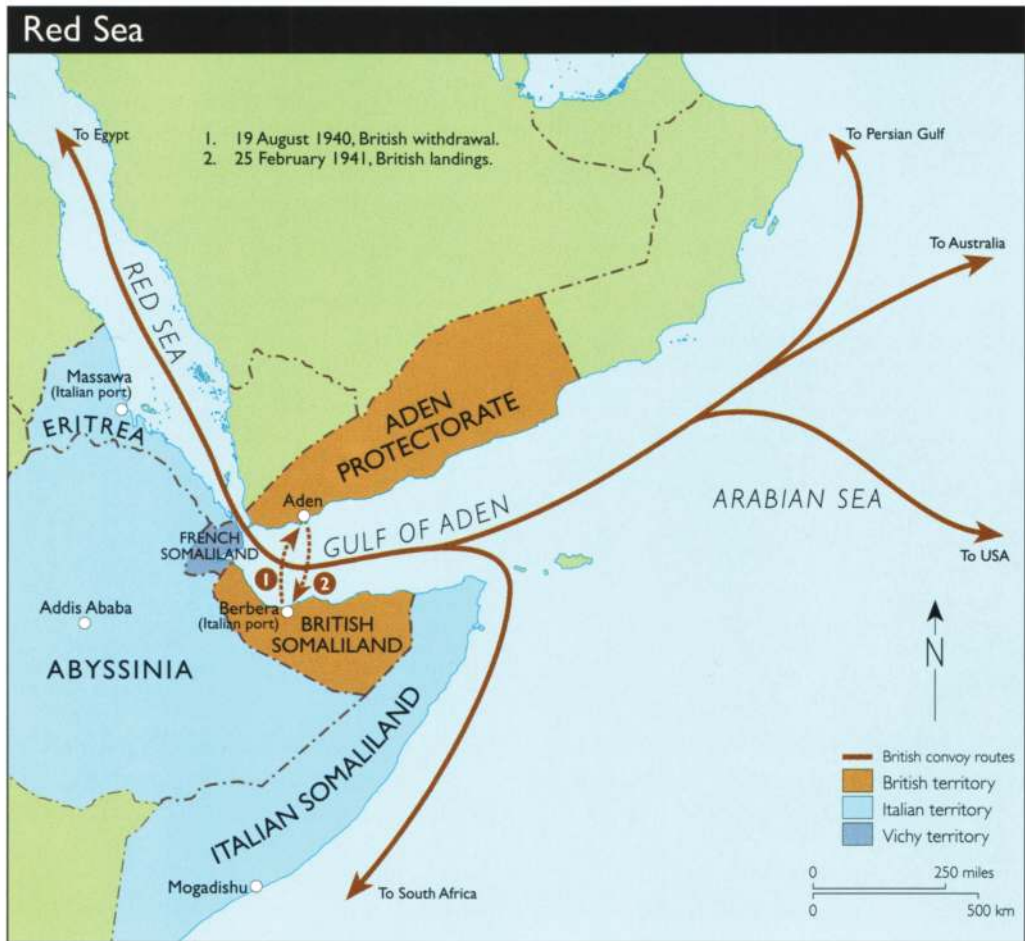 Red Sea
To Egypt
1. 19 August 1940, British withdrawal.
2. 25 February 1941, British landings.
To Persian Gulf
To Australia
RED SEA
Massawa
(Italian port)
ERITREA
ADEN
PROTECTORATE
Aden
GULF OF ADEN
ARABIAN SEA
To USA
FRENCH
SOMALILAND
1
2
Addis Ababa
Berbera
(Italian port)
BRITISH
SOMALILAND
ABYSSINIA
N
ITALIAN SOMALILAND
Mogadishu
To South Africa
British convoy routes
British territory
Italian territory
Vichy territory
0 250 miles
0 500 km